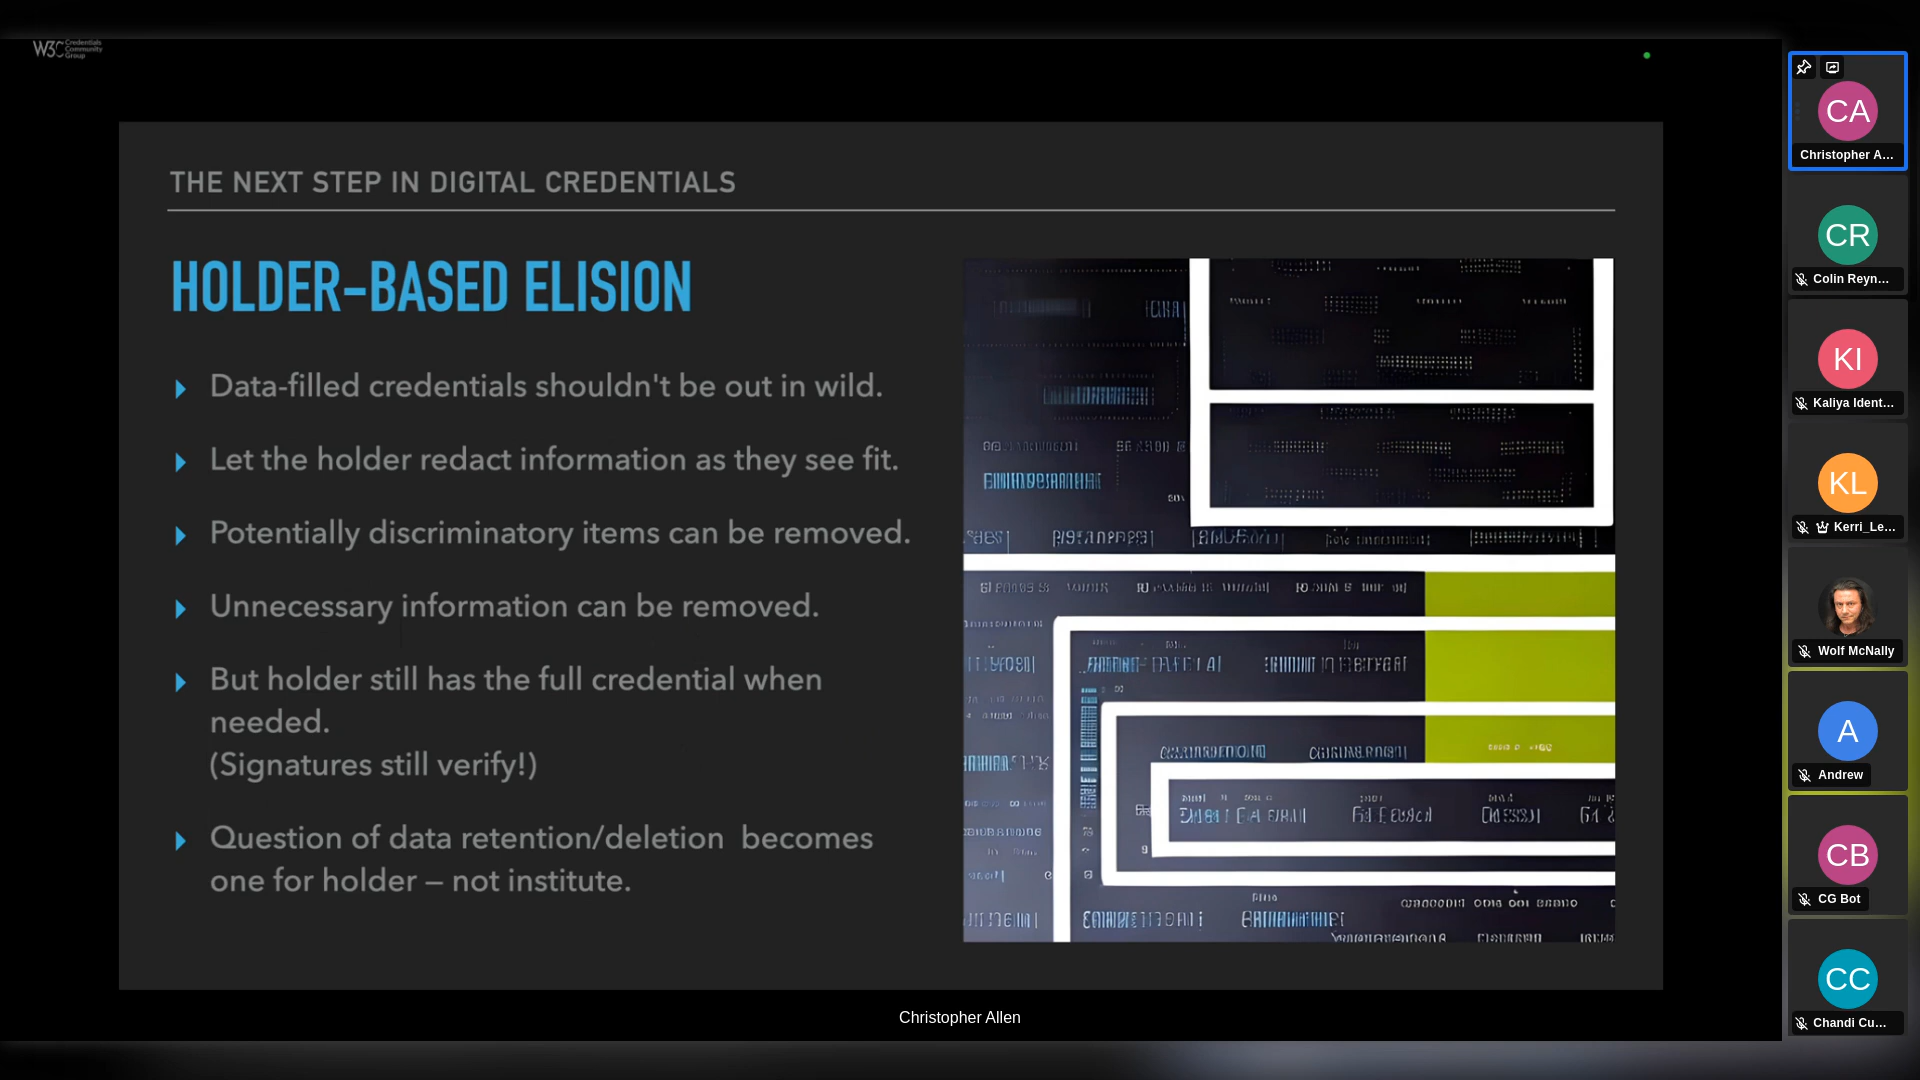 W3C Credentials
Community
Group
THE NEXT STEP IN DIGITAL CREDENTIALS
HOLDER-BASED ELISION
Data-filled credentials shouldn't be out in wild.
Let the holder redact information as they see fit.
Potentially discriminatory items can be removed.
Unnecessary information can be removed.
But holder still has the full credential when
needed.
(Signatures still verify!)
Question of data retention/deletion  becomes
one for holder – not institute.
Christopher Allen
CA
Christopher A...
CR
Colin Reyn...
KI
Kaliya Ident...
KL
Kerri_Le...
Wolf McNally
A
Andrew
CB
CG Bot
CC
Chandi Cu...